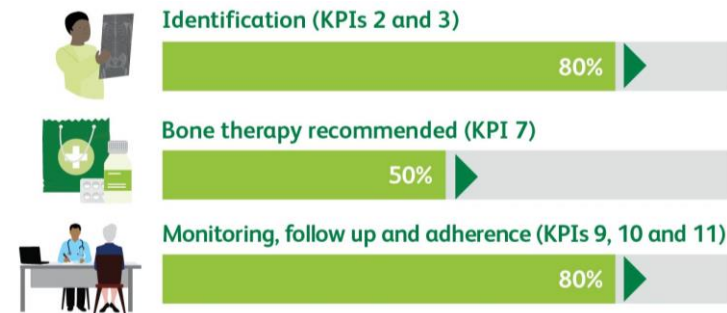 Identification (KPIs 2 and 3)
80%
Bone therapy recommended (KPI 7)
50%
Monitoring, follow up and adherence (KPIs 9, 10 and 11)
80%